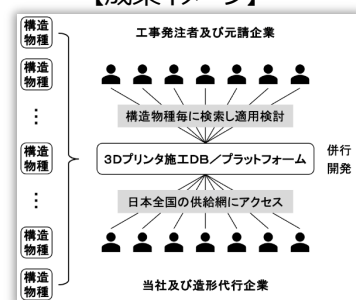 【成果イメージ】
構造
物種
構造
物種
⋮
構造
物種
⋮
構造
物種
構造
物種
工事発注者及び元請企業
構造物種毎に検索し適用検討
3Dプリンタ施工DB／プラットフォーム
日本全国の供給網にアクセス
当社及び造形代行企業
併行
開発